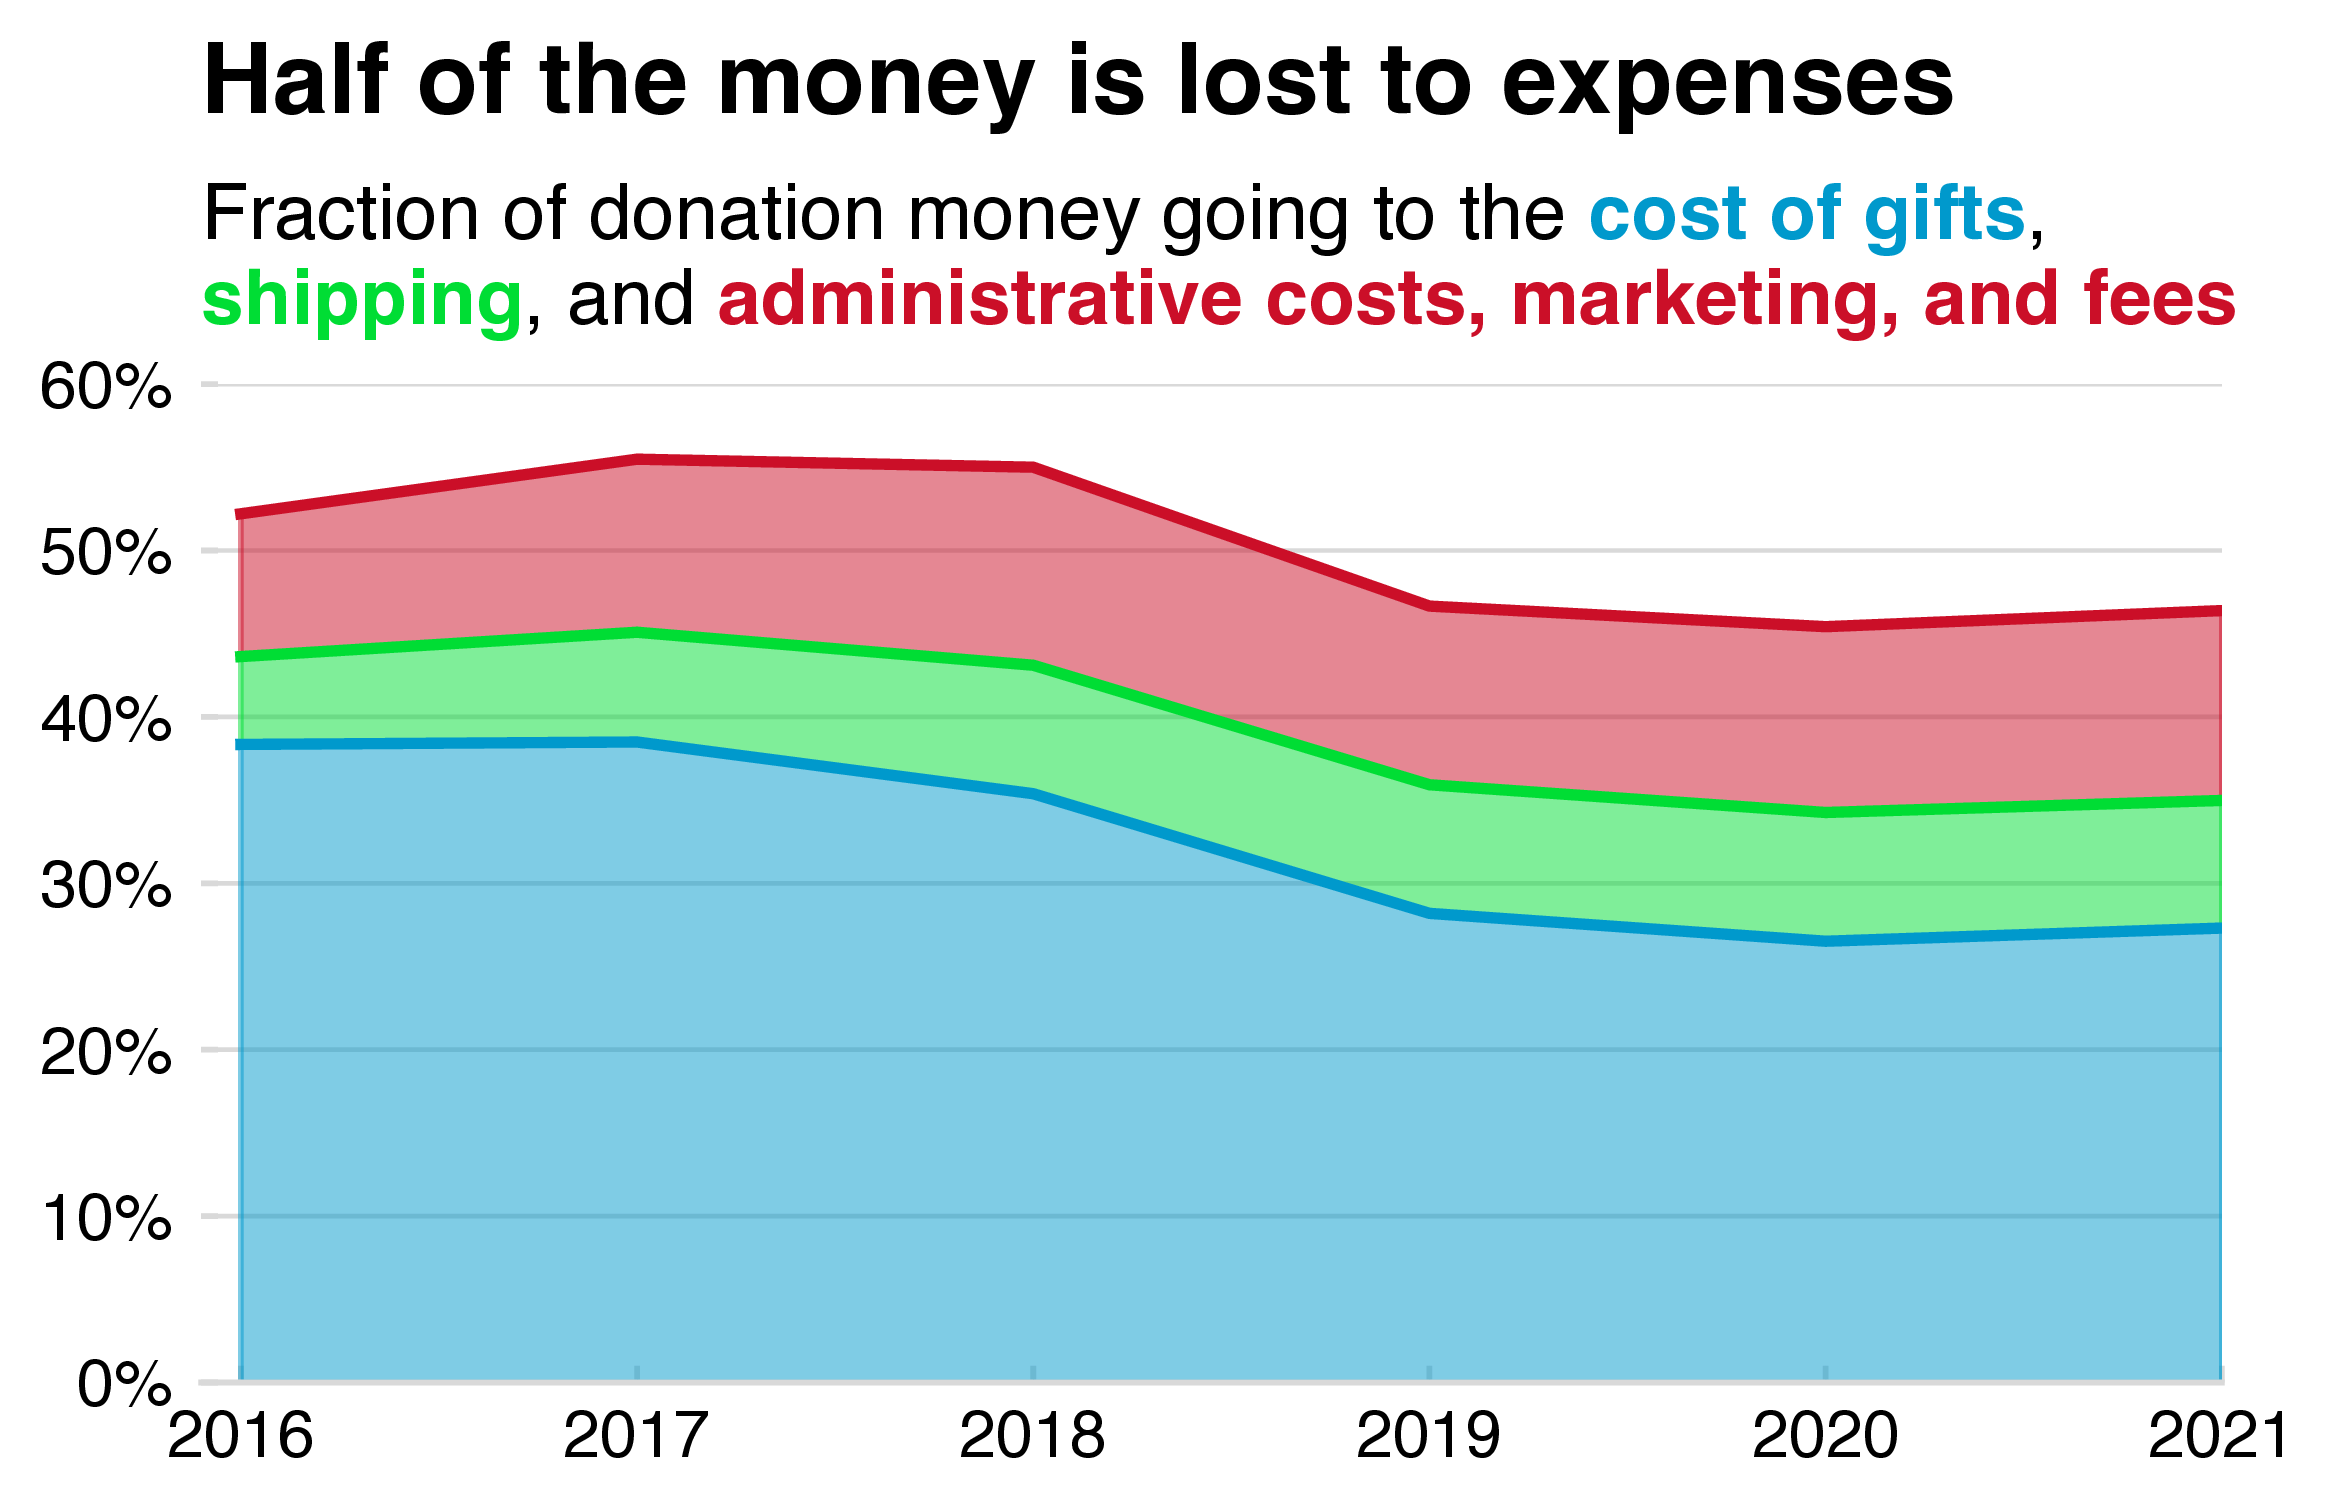 Half of the money is lost to expenses
Fraction of donation money going to the cost of gifts,
shipping, and administrative costs, marketing, and fees
60%
50%
40%
30%
20%
10%
0%
2016 2017 2018 2019 2020 2021